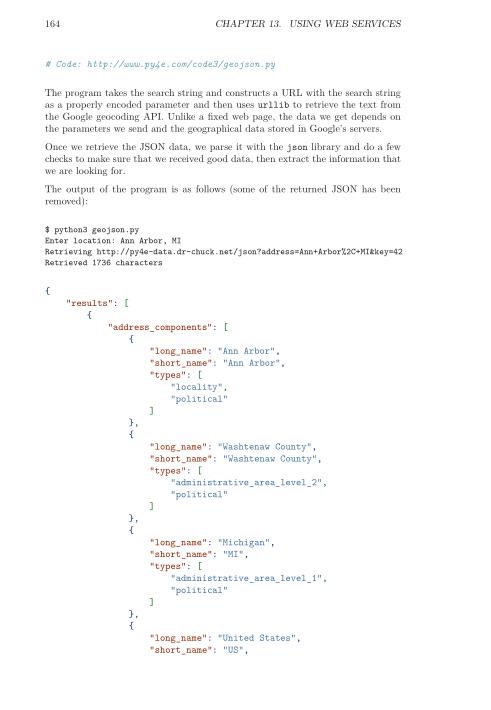 164 CHAPTER 13. USING WEB SERVICES
# Code: http://www.py4e.com/code3/geojson.py
The program takes the search string and constructs a URL with the search string
as a properly encoded parameter and then uses urllib to retrieve the text from
the Google geocoding API. Unlike a fixed web page, the data we get depends on
the parameters we send and the geographical data stored in Google's servers.
Once we retrieve the JSON data, we parse it with the json library and do a few
checks to make sure that we received good data, then extract the information that
we are looking for.
The output of the program is as follows (some of the returned JSON has been
removed):
$ python3 geojson.py
Enter location: Ann Arbor, MI
Retrieving http://py4e-data.dr-chuck.net/json?address=Ann+Arbor%2C+MI&key=42
Retrieved 1736 characters
{
    "results": [
        {
            "address_components": [
                {
                    "long_name": "Ann Arbor",
                    "short_name": "Ann Arbor",
                    "types": [
                        "locality",
                        "political"
                    ]
                },
                {
                    "long_name": "Washtenaw County",
                    "short_name": "Washtenaw County",
                    "types": [
                        "administrative_area_level_2",
                        "political"
                    ]
                },
                {
                    "long_name": "Michigan",
                    "short_name": "MI",
                    "types": [
                        "administrative_area_level_1",
                        "political"
                    ]
                },
                {
                    "long_name": "United States",
                    "short_name": "US",